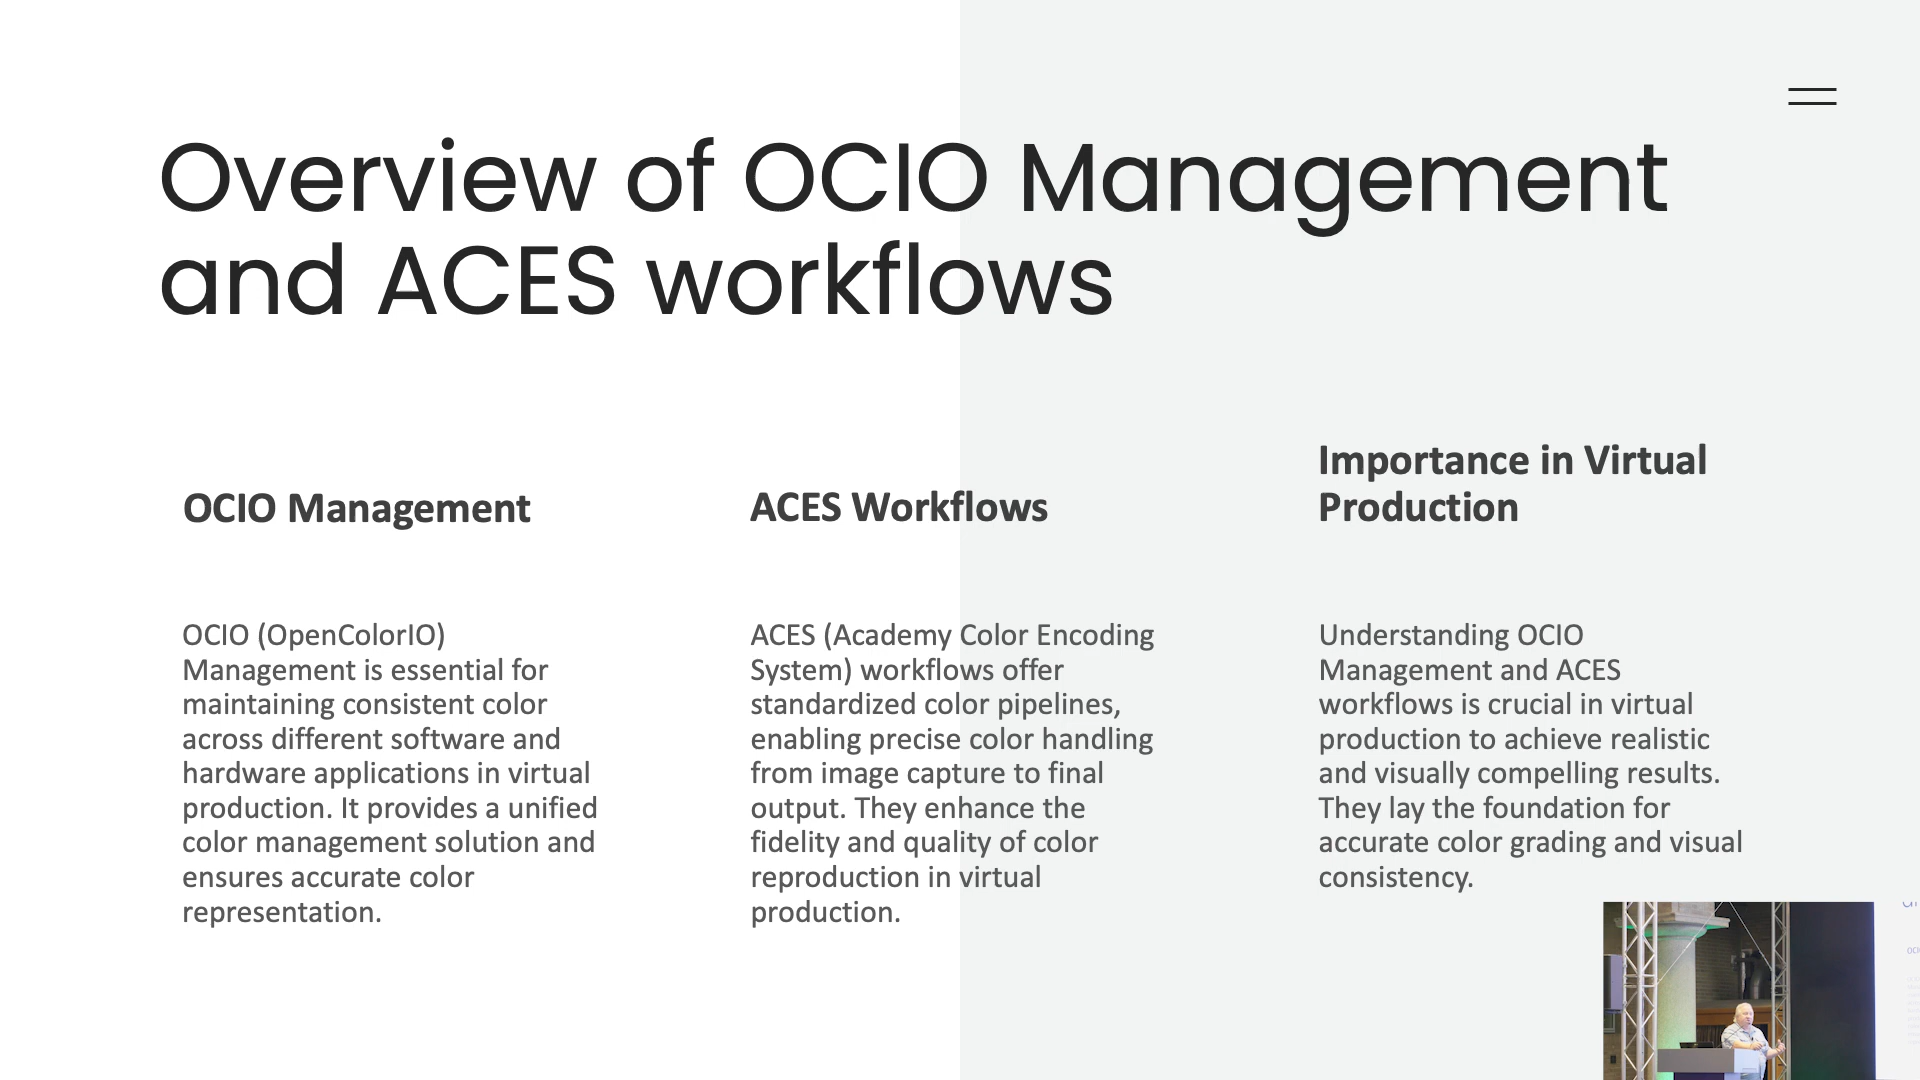 Overview of OCIO Management
and ACES workflows
OCIO Management
OCIO (OpenColorIO)
Management is essential for
maintaining consistent color
across different software and
hardware applications in virtual
production. It provides a unified
color management solution and
ensures accurate color
representation.
ACES Workflows
ACES (Academy Color Encoding
System) workflows offer
standardized color pipelines,
enabling precise color handling
from image capture to final
output. They enhance the
fidelity and quality of color
reproduction in virtual
production.
Importance in Virtual
Production
Understanding OCIO
Management and ACES
workflows is crucial in virtual
production to achieve realistic
and visually compelling results.
They lay the foundation for
accurate color grading and visual
consistency.